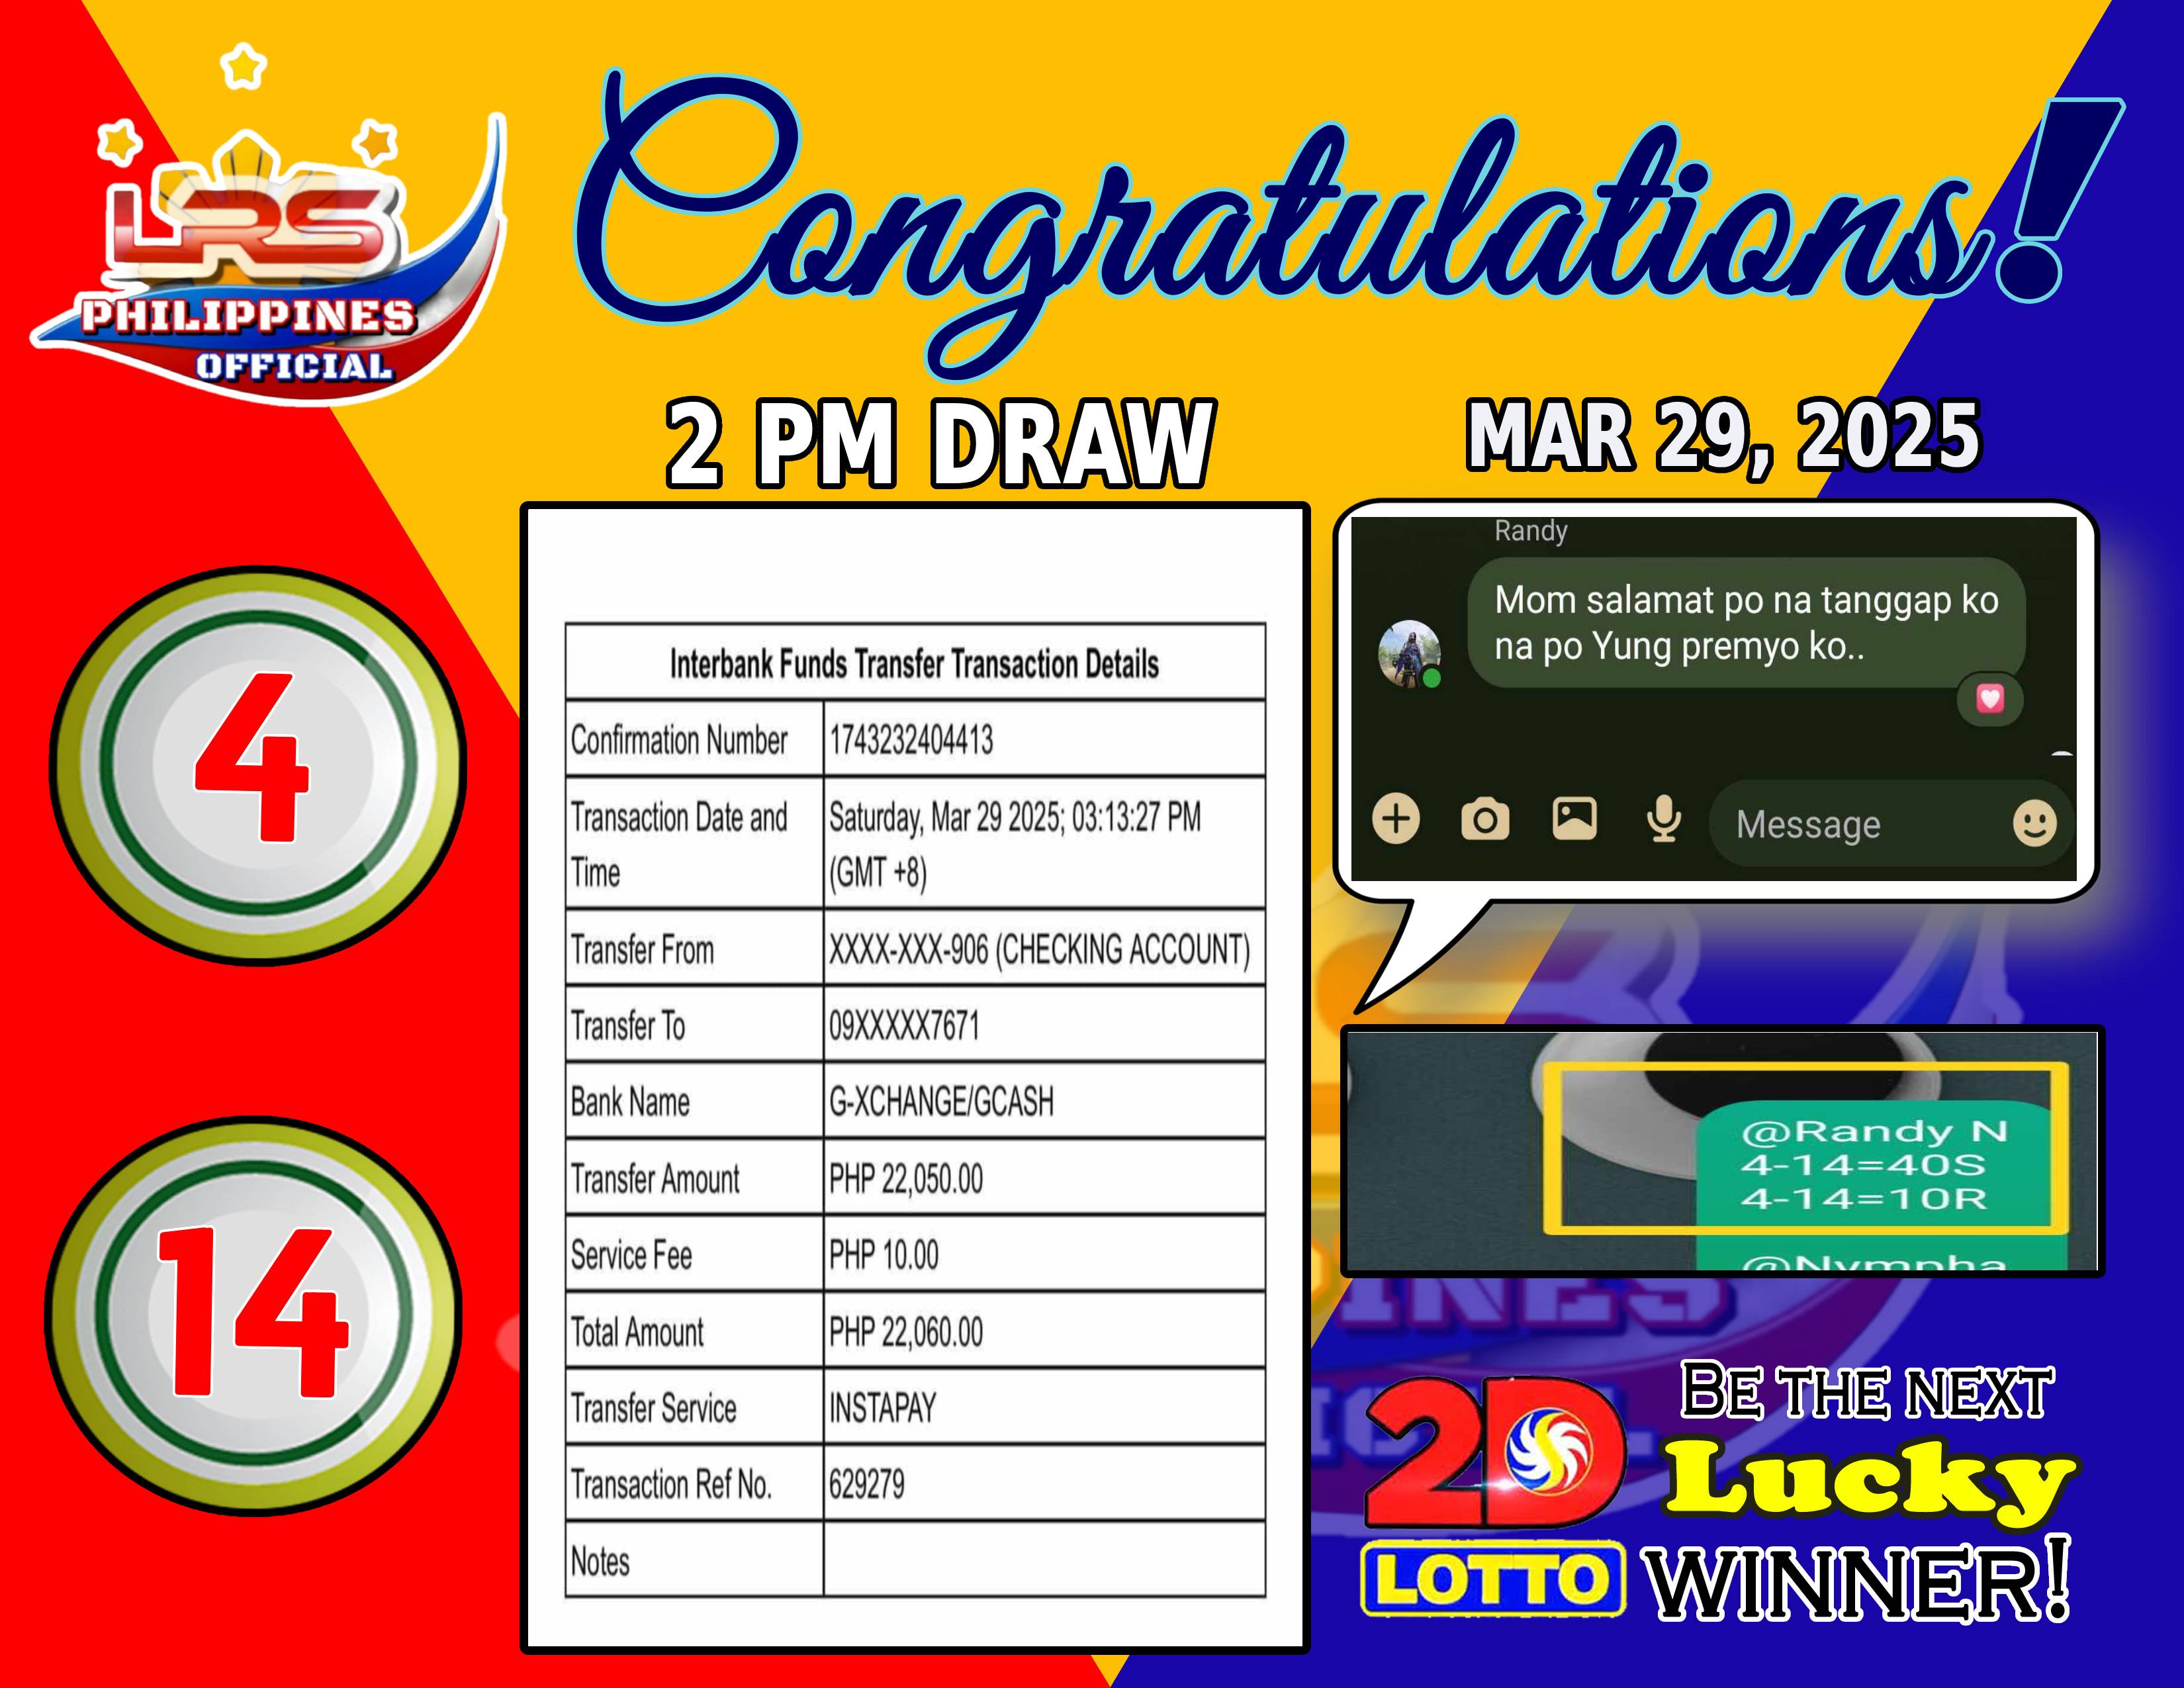 LRS
PHILIPPINES
OFFICIAL
Congratulations!
2 PM DRAW
MAR 29, 2025
4
14
Interbank Funds Transfer Transaction Details
Confirmation Number 1743232404413
Transaction Date and Time Saturday, Mar 29 2025; 03:13:27 PM (GMT +8)
Transfer From XXXX-XXX-906 (CHECKING ACCOUNT)
Transfer To 09XXXXX7671
Bank Name G-XCHANGE/GCASH
Transfer Amount PHP 22,050.00
Service Fee PHP 10.00
Total Amount PHP 22,060.00
Transfer Service INSTAPAY
Transaction Ref No. 629279
Notes
Randy
Mom salamat po na tanggap ko
na po Yung premyo ko..
Message
@Randy N
4-14=40S
4-14=10R
@Nympha
2D
LOTTO
BE THE NEXT
Lucky
WINNER!